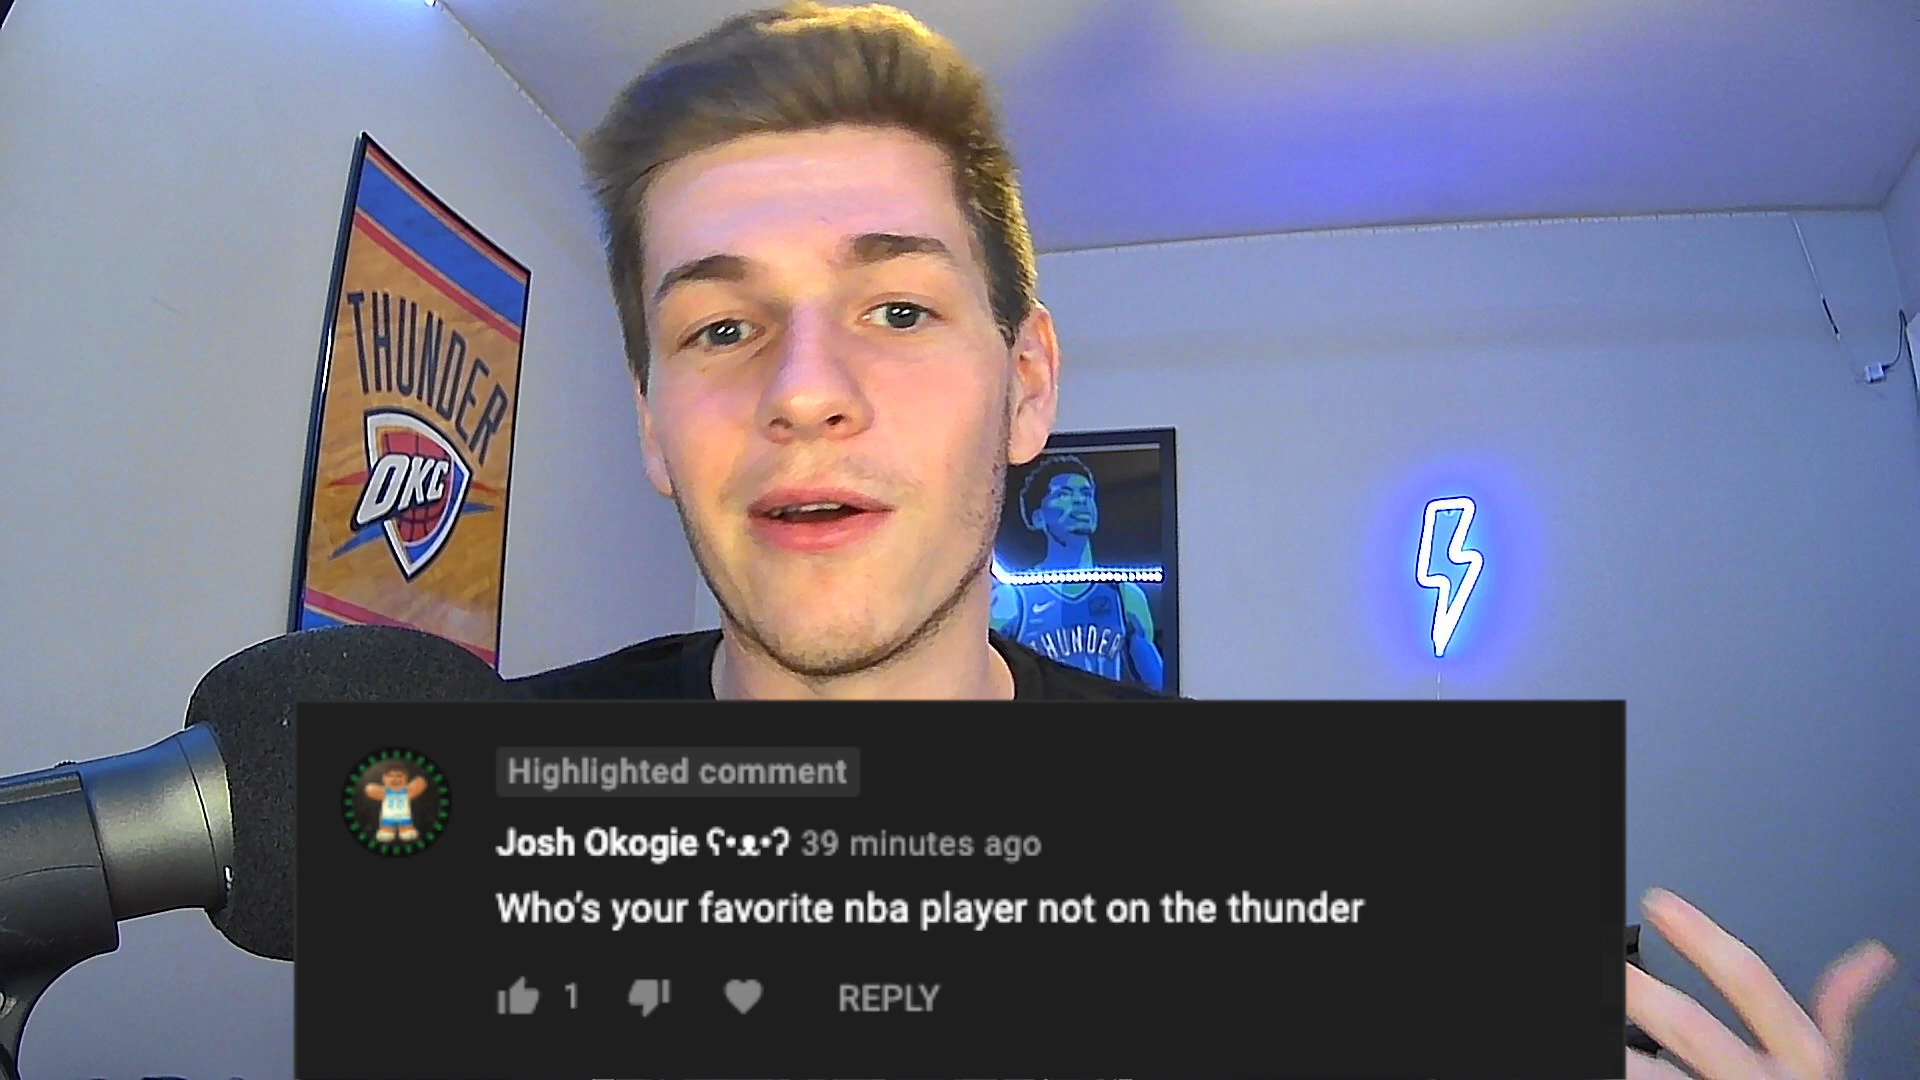 THUNDER
OKC
THUNDER
Highlighted comment
Josh Okogie ʕ•ᴥ•ʔ 39 minutes ago
Who's your favorite nba player not on the thunder
1
REPLY